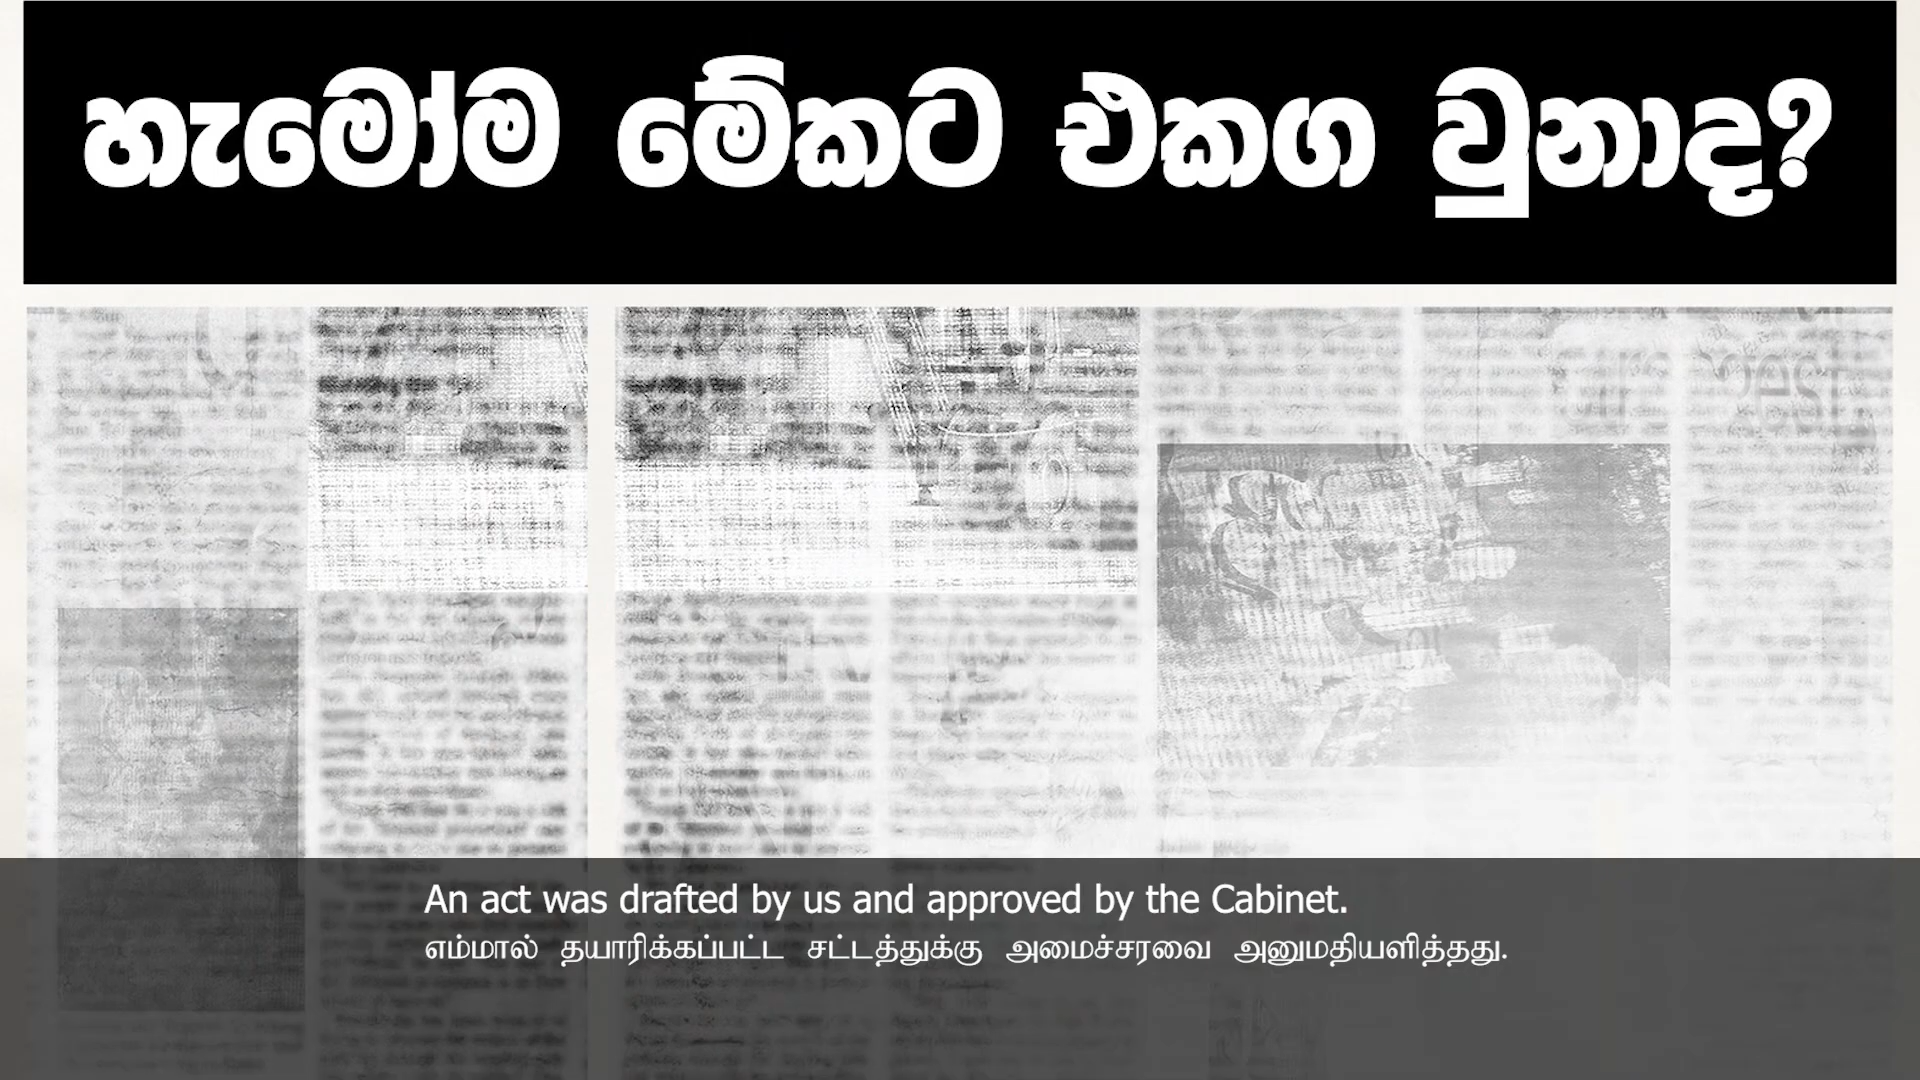 හැමෝම මේකට එකඟ වුනාද?
An act was drafted by us and approved by the Cabinet.
எம்மால் தயாரிக்கப்பட்ட சட்டத்துக்கு அமைச்சரவை அனுமதியளித்தது.